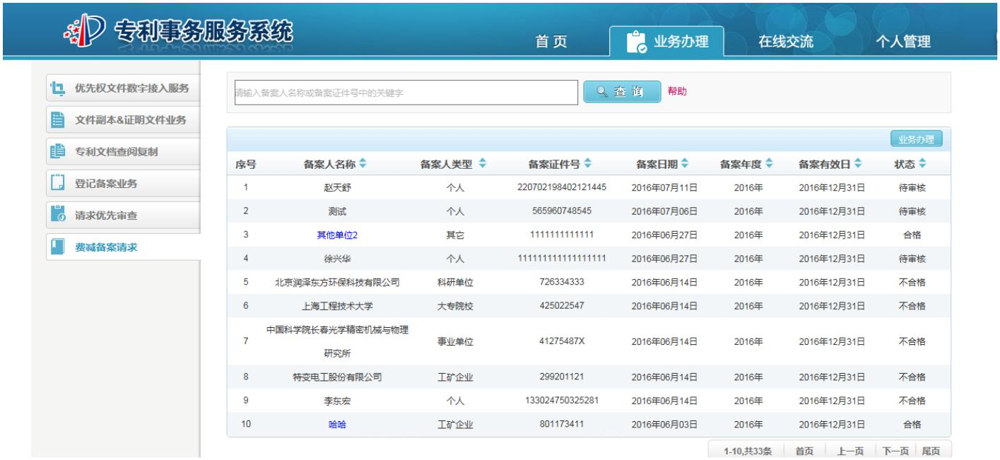 专利事务服务系统
首 页
业务办理
在线交流
个人管理
优先权文件数字接入服务
文件副本&证明文件业务
专利文档查阅复制
登记备案业务
请求优先审查
费减备案请求
请输入备案人名称或备案证件号中的关键字
查 询 帮助
业务办理
序号 备案人名称 备案人类型 备案证件号 备案日期 备案年度 备案有效日 状态
1 赵天舒 个人 220702198402121445 2016年07月11日 2016年 2016年12月31日 待审核
2 测试 个人 565960748545 2016年07月06日 2016年 2016年12月31日 待审核
3 其他单位2 其它 1111111111111 2016年06月27日 2016年 2016年12月31日 合格
4 徐兴华 个人 111111111111111111 2016年06月27日 2016年 2016年12月31日 待审核
5 北京润泽东方环保科技有限公司 科研单位 726334333 2016年06月14日 2016年 2016年12月31日 不合格
6 上海工程技术大学 大专院校 425022547 2016年06月14日 2016年 2016年12月31日 不合格
中国科学院长春光学精密机械与物理
7 事业单位 41275487X 2016年06月14日 2016年 2016年12月31日 不合格
研究所
8 特变电工股份有限公司 工矿企业 299201121 2016年06月14日 2016年 2016年12月31日 不合格
9 李东宏 个人 133024750325281 2016年06月14日 2016年 2016年12月31日 不合格
10 哈哈 工矿企业 801173411 2016年06月03日 2016年 2016年12月31日 合格
1-10,共33条 首页 上一页 下一页 尾页